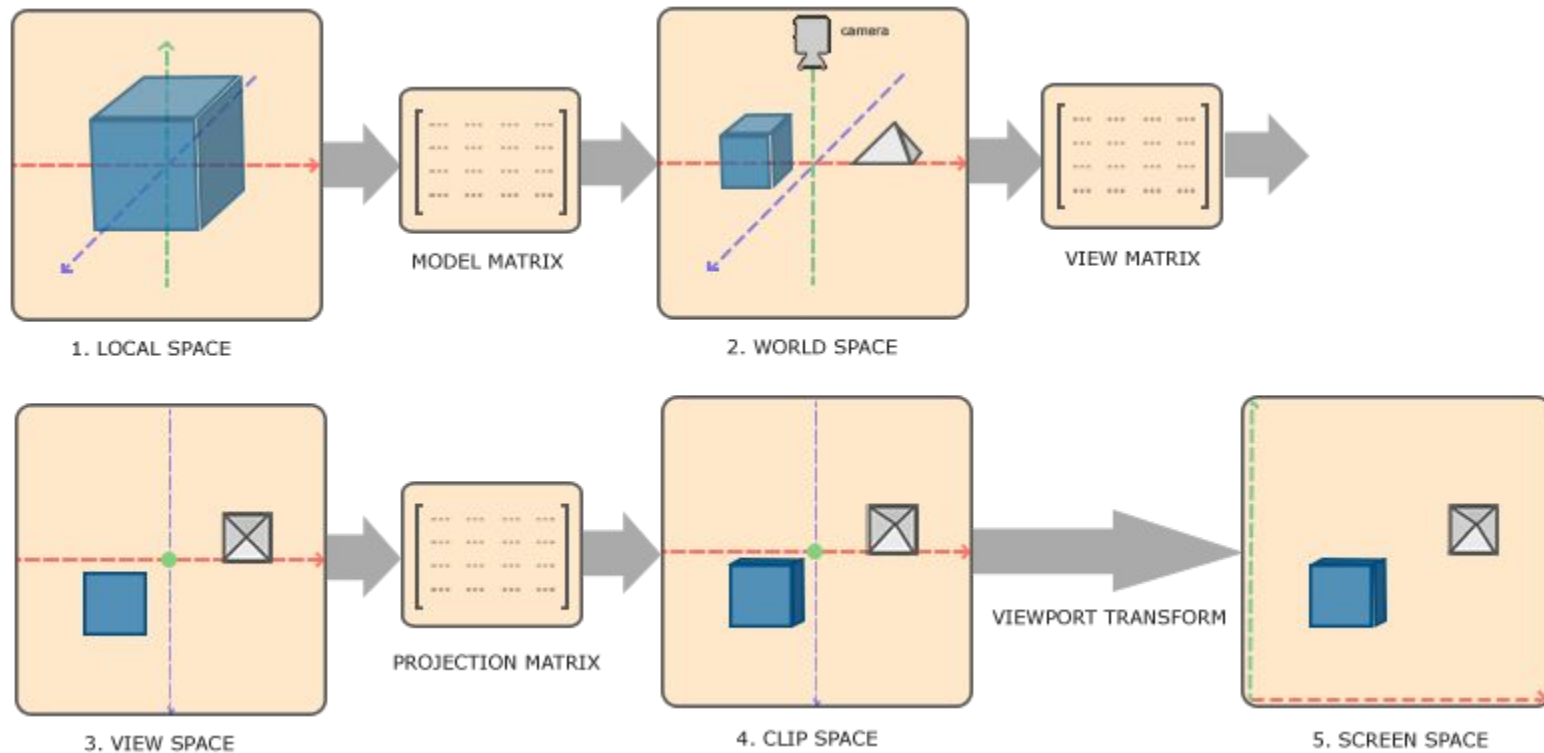 camera
MODEL MATRIX
VIEW MATRIX
1. LOCAL SPACE
2. WORLD SPACE
PROJECTION MATRIX
VIEWPORT TRANSFORM
3. VIEW SPACE
4. CLIP SPACE
5. SCREEN SPACE